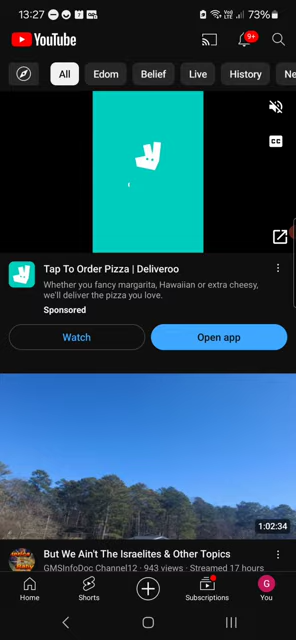 13:27
73%
YouTube
9+
All
Edom
Belief
Live
History
Ne
CC
Tap To Order Pizza | Deliveroo
Whether you fancy margarita, Hawaiian or extra cheesy,
we'll deliver the pizza you love.
Sponsored
Watch
Open app
1:02:34
But We Ain't The Israelites & Other Topics
GMSInfoDoc Channel12 · 943 views · Streamed 17 hours
G
Home
Shorts
Subscriptions
You